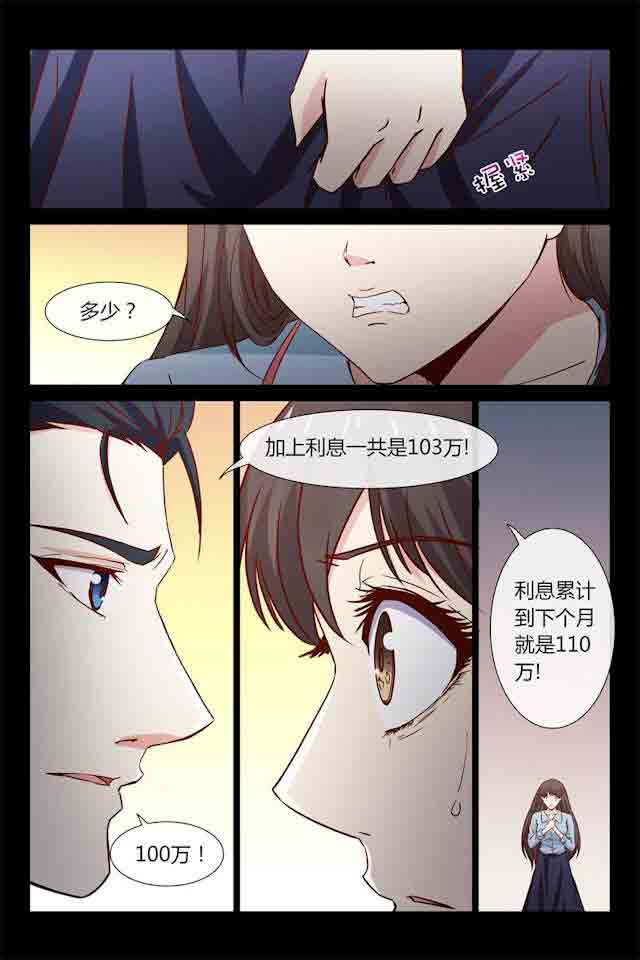 握紧
多少？
100万！
加上利息一共是103万!
利息累计
到下个月
就是110
万!